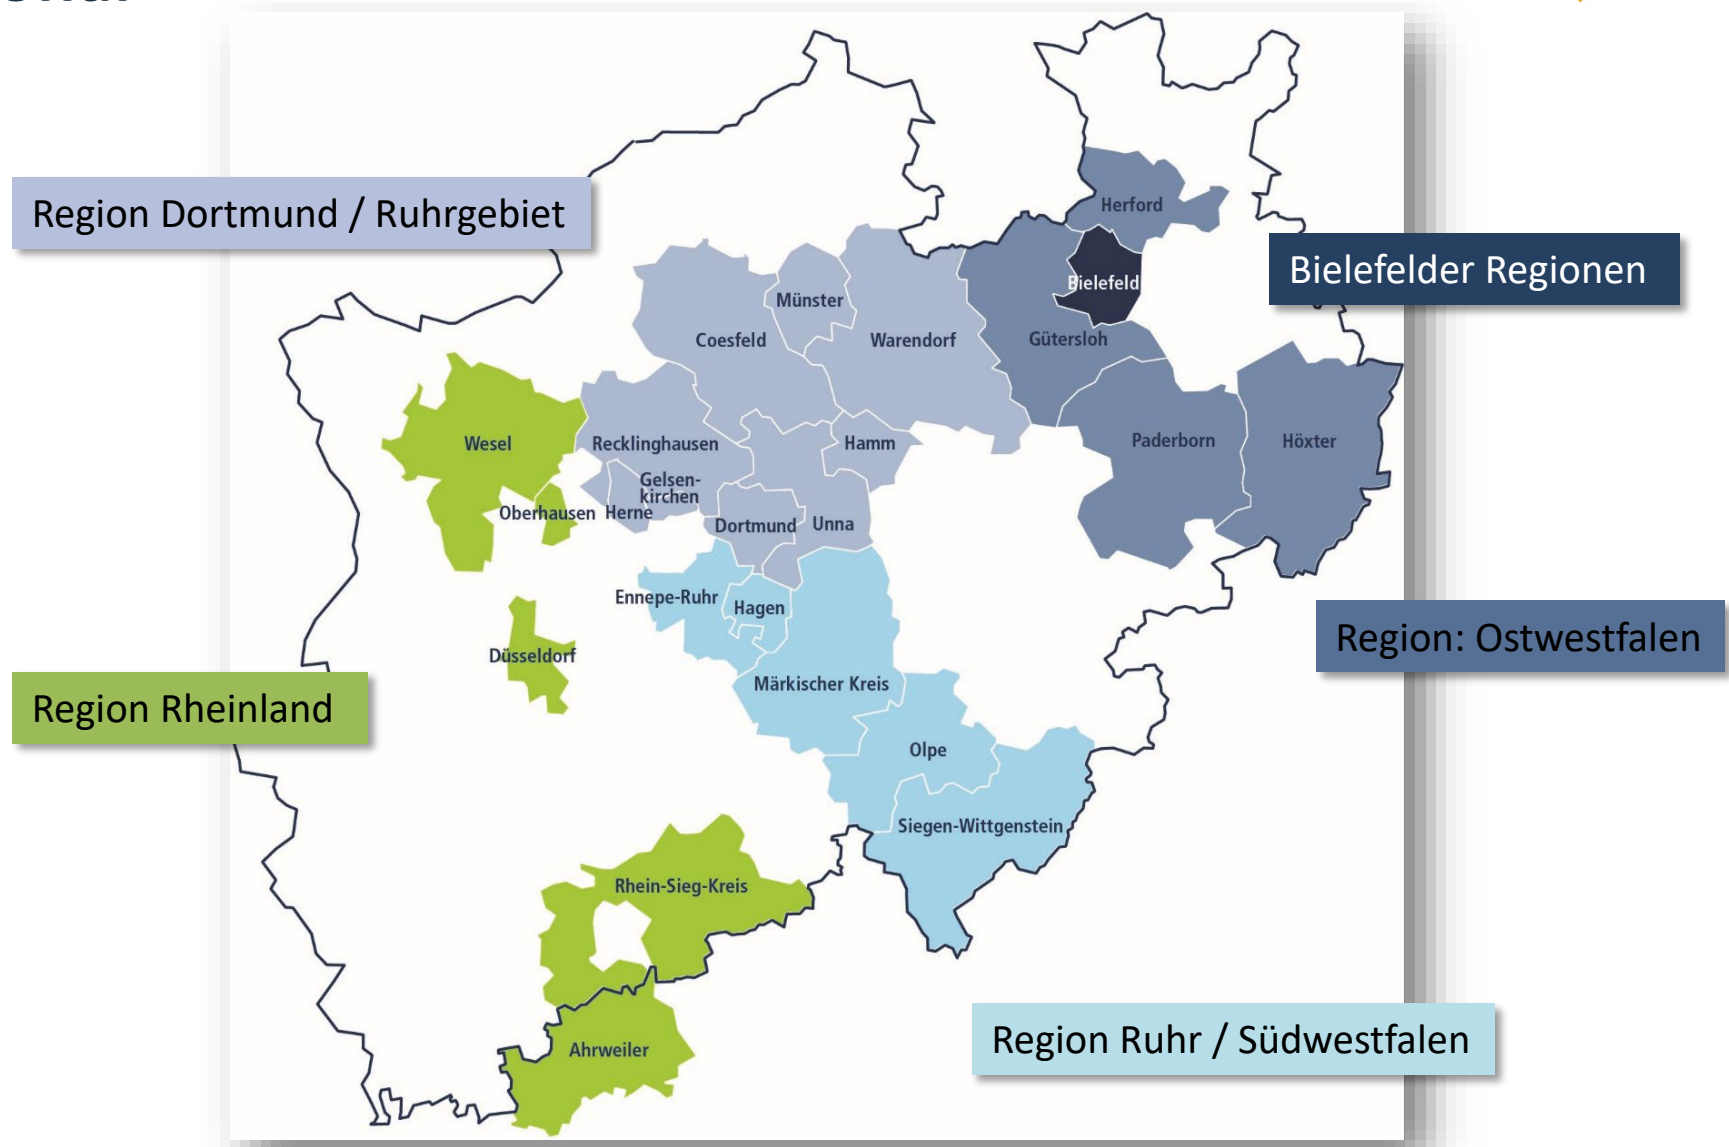 Region Dortmund / Ruhrgebiet
Herford
Bielefelder Regionen
Bielefeld
Münster
Coesfeld
Warendorf
Gütersloh
Wesel
Recklinghausen
Hamm
Paderborn
Höxter
Gelsen-
kirchen
Oberhausen
Herne
Dortmund
Unna
Ennepe-Ruhr
Hagen
Region: Ostwestfalen
Düsseldorf
Märkischer Kreis
Region Rheinland
Olpe
Siegen-Wittgenstein
Rhein-Sieg-Kreis
Region Ruhr / Südwestfalen
Ahrweiler